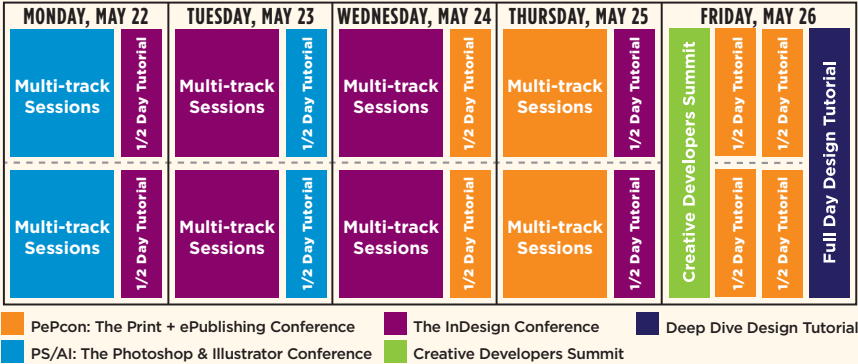 MONDAY, MAY 22
Multi-track
Sessions
1/2 Day Tutorial
Multi-track
Sessions
1/2 Day Tutorial
TUESDAY, MAY 23
Multi-track
Sessions
1/2 Day Tutorial
Multi-track
Sessions
1/2 Day Tutorial
WEDNESDAY, MAY 24
Multi-track
Sessions
1/2 Day Tutorial
Multi-track
Sessions
1/2 Day Tutorial
THURSDAY, MAY 25
Multi-track
Sessions
1/2 Day Tutorial
Multi-track
Sessions
1/2 Day Tutorial
FRIDAY, MAY 26
Creative Developers Summit
1/2 Day Tutorial
1/2 Day Tutorial
1/2 Day Tutorial
1/2 Day Tutorial
Full Day Design Tutorial
PePcon: The Print + ePublishing Conference
The InDesign Conference
Deep Dive Design Tutorial
PS/AI: The Photoshop & Illustrator Conference
Creative Developers Summit